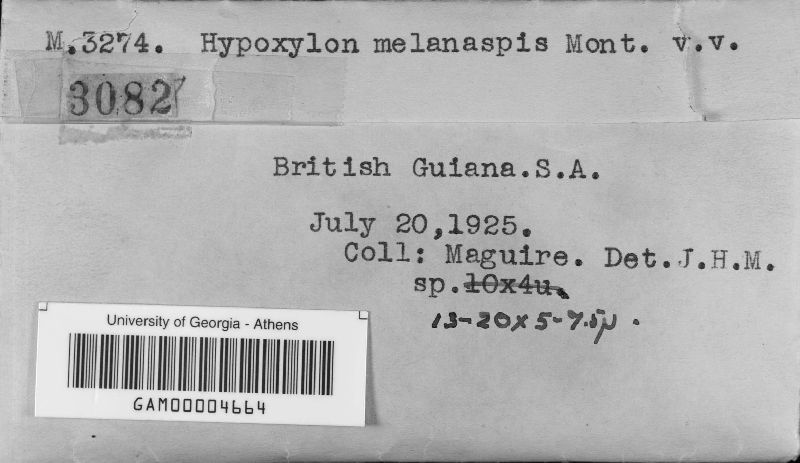 M.3274. Hypoxylon melanaspis Mont. v.v.
3082
British Guiana.S.A.
July 20,1925.
Coll: Maguire. Det.J.H.M.
sp.10x4u.
13-20x5-7.5µ.
University of Georgia - Athens
GAM00004664